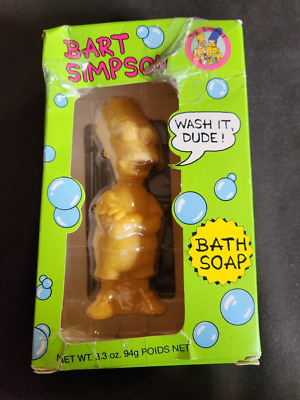 BART
SIMPSON
WASH IT,
DUDE!
BATH
SOAP
NET WT. 3.3 oz. 94g POIDS NET